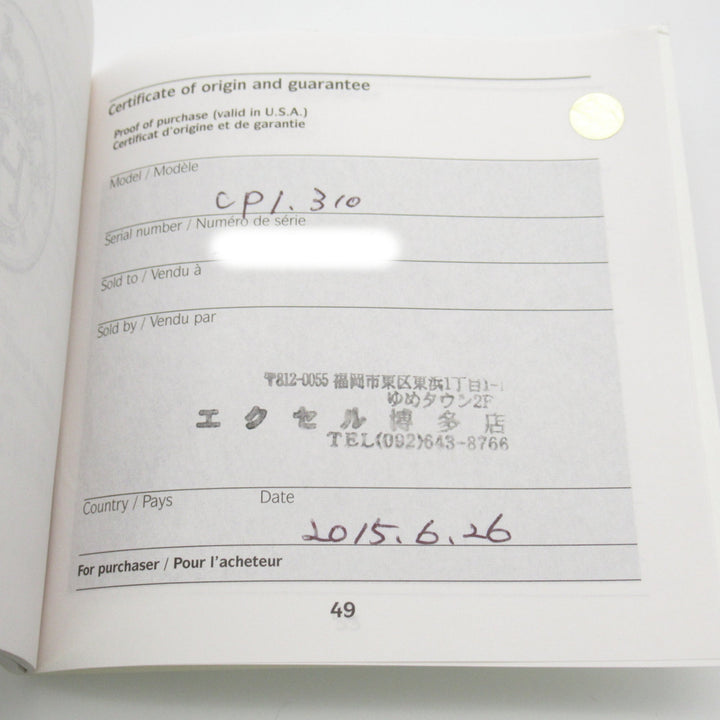 Certificate of origin and guarantee
Proof of purchase (valid in U.S.A.)
Certificat d'origine et de garantie
Model / Modèle
CP1.310
Serial number / Numéro de série
Sold to / Vendu à
Sold by / Vendu par
〒812-0055 福岡市東区東浜1丁目1-1
ゆめタウン2F
エクセル博多店
TEL(092)643-8766
Country / Pays Date
2015.6.26
For purchaser / Pour l'acheteur
49